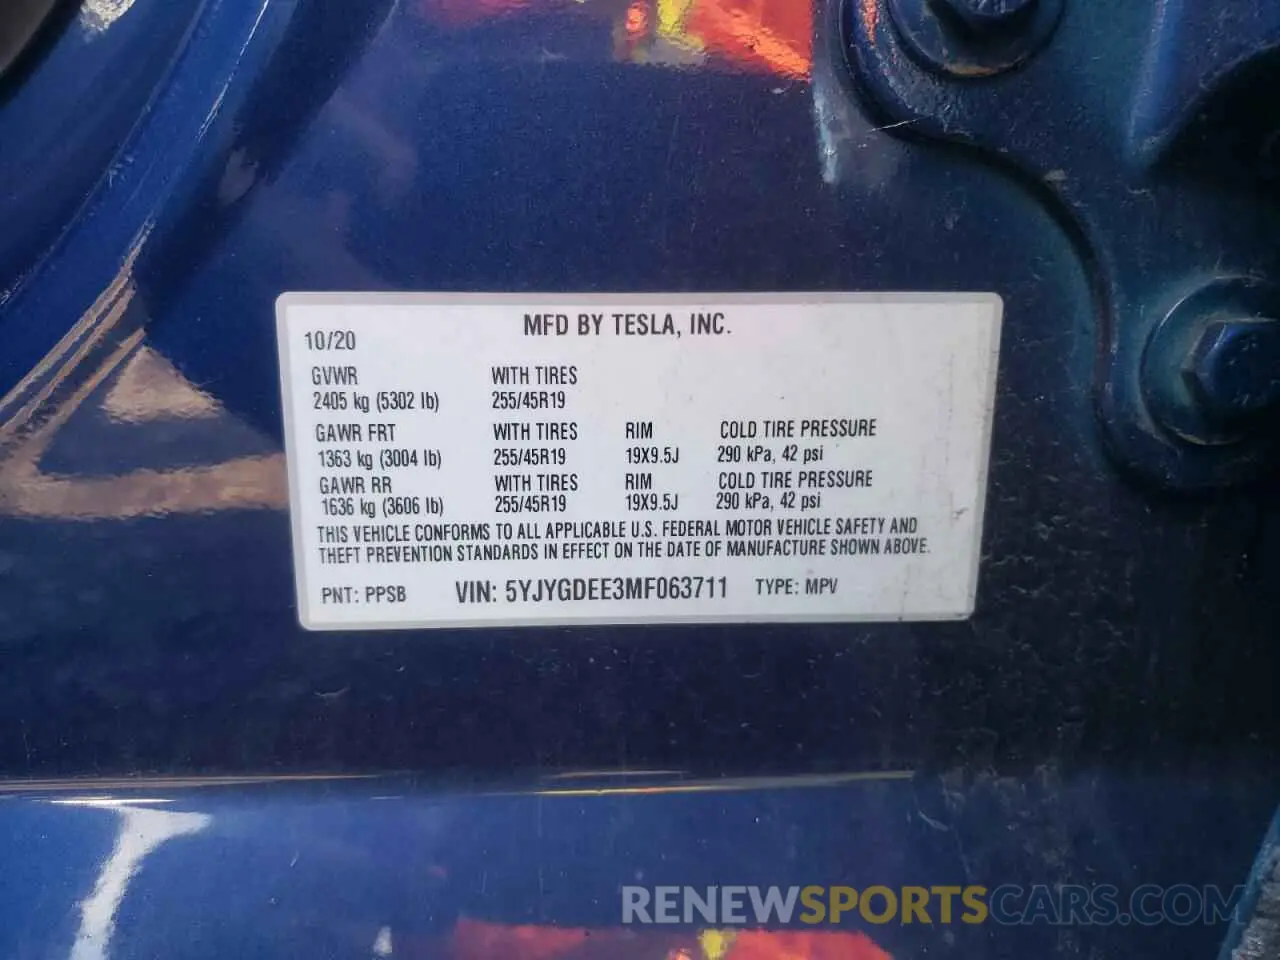 MFD BY TESLA, INC.
10/20
GVWR WITH TIRES
2405 kg (5302 lb) 255/45R19
GAWR FRT WITH TIRES RIM COLD TIRE PRESSURE
1363 kg (3004 lb) 255/45R19 19X9.5J 290 kPa, 42 psi
GAWR RR WITH TIRES RIM COLD TIRE PRESSURE
1636 kg (3606 lb) 255/45R19 19X9.5J 290 kPa, 42 psi
THIS VEHICLE CONFORMS TO ALL APPLICABLE U.S. FEDERAL MOTOR VEHICLE SAFETY AND
THEFT PREVENTION STANDARDS IN EFFECT ON THE DATE OF MANUFACTURE SHOWN ABOVE.
PNT: PPSB VIN: 5YJYGDEE3MF063711 TYPE: MPV
RENEWSPORTSCARS.COM